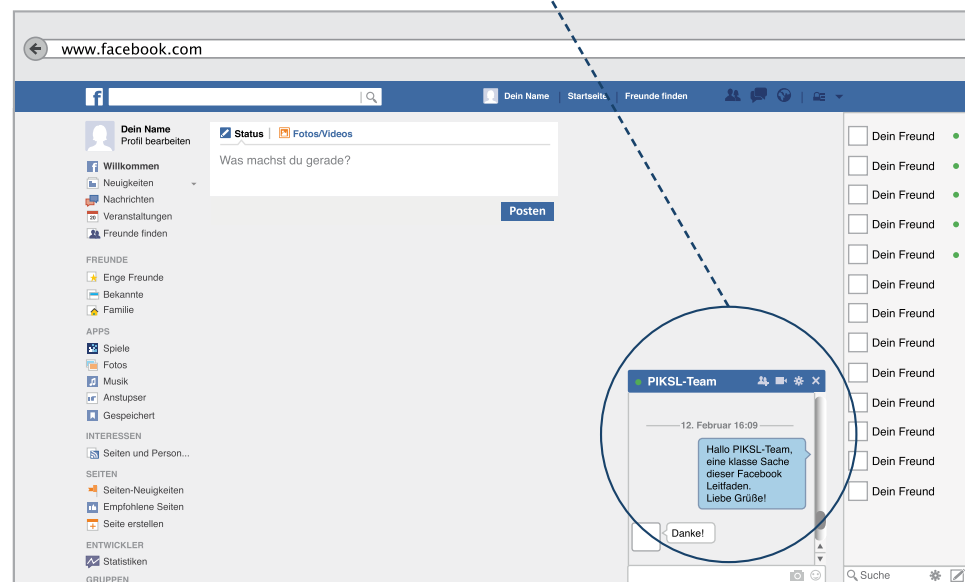 www.facebook.com
f
Dein Name
Startseite
Freunde finden
Dein Name
Profil bearbeiten
Willkommen
Neuigkeiten
Nachrichten
Veranstaltungen
Freunde finden
FREUNDE
Enge Freunde
Bekannte
Familie
APPS
Spiele
Fotos
Musik
Anstupser
Gespeichert
INTERESSEN
Seiten und Person...
SEITEN
Seiten-Neuigkeiten
Empfohlene Seiten
Seite erstellen
ENTWICKLER
Statistiken
GRUPPEN
Status
Fotos/Videos
Was machst du gerade?
Posten
PIKSL-Team
12. Februar 16:09
Hallo PIKSL-Team,
eine klasse Sache
dieser Facebook
Leitfaden.
Liebe Grüße!
Danke!
Dein Freund
Dein Freund
Dein Freund
Dein Freund
Dein Freund
Dein Freund
Dein Freund
Dein Freund
Dein Freund
Dein Freund
Dein Freund
Dein Freund
Dein Freund
Suche